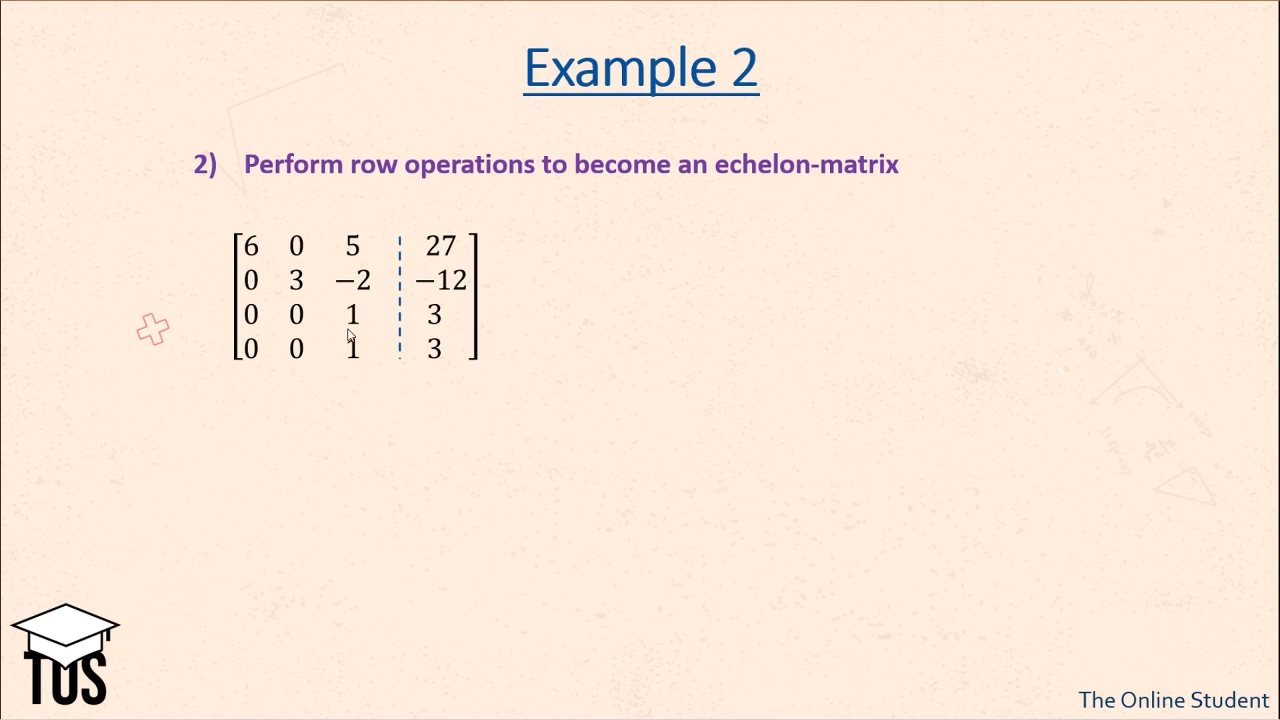 Example 2
2) Perform row operations to become an echelon-matrix
6 0 5 27
0 3 −2 −12
0 0 1 3
0 0 1 3
TUS
The Online Student